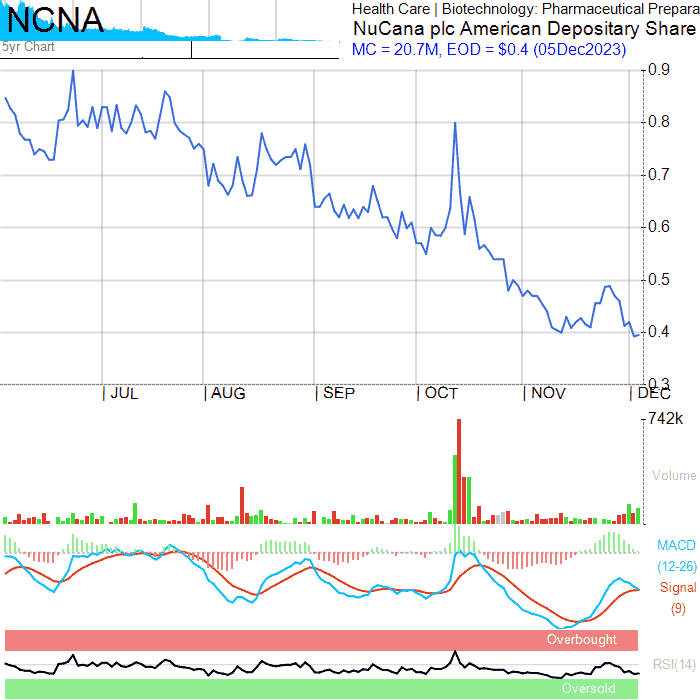 NCNA
5yr Chart
Health Care | Biotechnology: Pharmaceutical Prepara
NuCana plc American Depositary Share
MC = 20.7M, EOD = $0.4 (05Dec2023)
0.9
0.8
0.7
0.6
0.5
0.4
0.3
| JUL | AUG | SEP | OCT | NOV | DEC
742k
Volume
MACD
(12-26)
Signal
(9)
Overbought
RSI(14)
Oversold